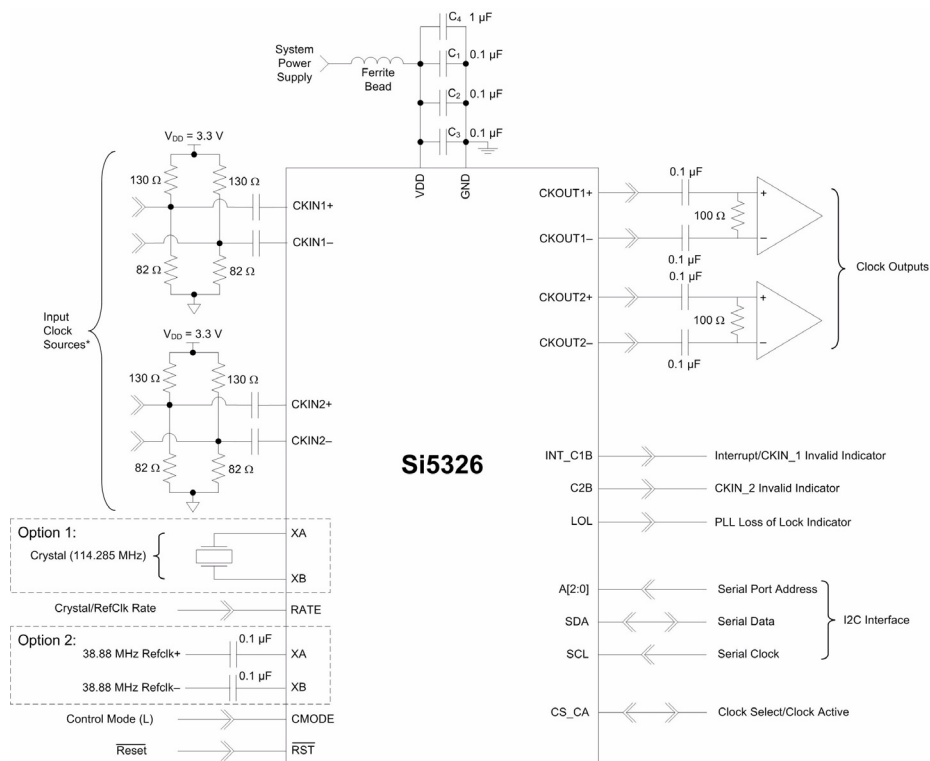 C4 1 µF
System
Power
Supply
Ferrite
Bead
C1 0.1 µF
C2 0.1 µF
C3 0.1 µF
VDD
GND
VDD = 3.3 V
130 Ω
130 Ω
CKIN1+
CKIN1–
82 Ω
82 Ω
Input
Clock
Sources*
VDD = 3.3 V
130 Ω
130 Ω
CKIN2+
CKIN2–
82 Ω
82 Ω
Option 1:
Crystal (114.285 MHz)
XA
XB
Crystal/RefClk Rate
RATE
Option 2:
0.1 µF
38.88 MHz Refclk+
XA
0.1 µF
38.88 MHz Refclk–
XB
Control Mode (L)
CMODE
Reset
RST
Si5326
CKOUT1+
0.1 µF
+
100 Ω
CKOUT1–
–
0.1 µF
Clock Outputs
0.1 µF
CKOUT2+
+
100 Ω
CKOUT2–
–
0.1 µF
INT_C1B
Interrupt/CKIN_1 Invalid Indicator
C2B
CKIN_2 Invalid Indicator
LOL
PLL Loss of Lock Indicator
A[2:0]
Serial Port Address
SDA
Serial Data
I2C Interface
SCL
Serial Clock
CS_CA
Clock Select/Clock Active